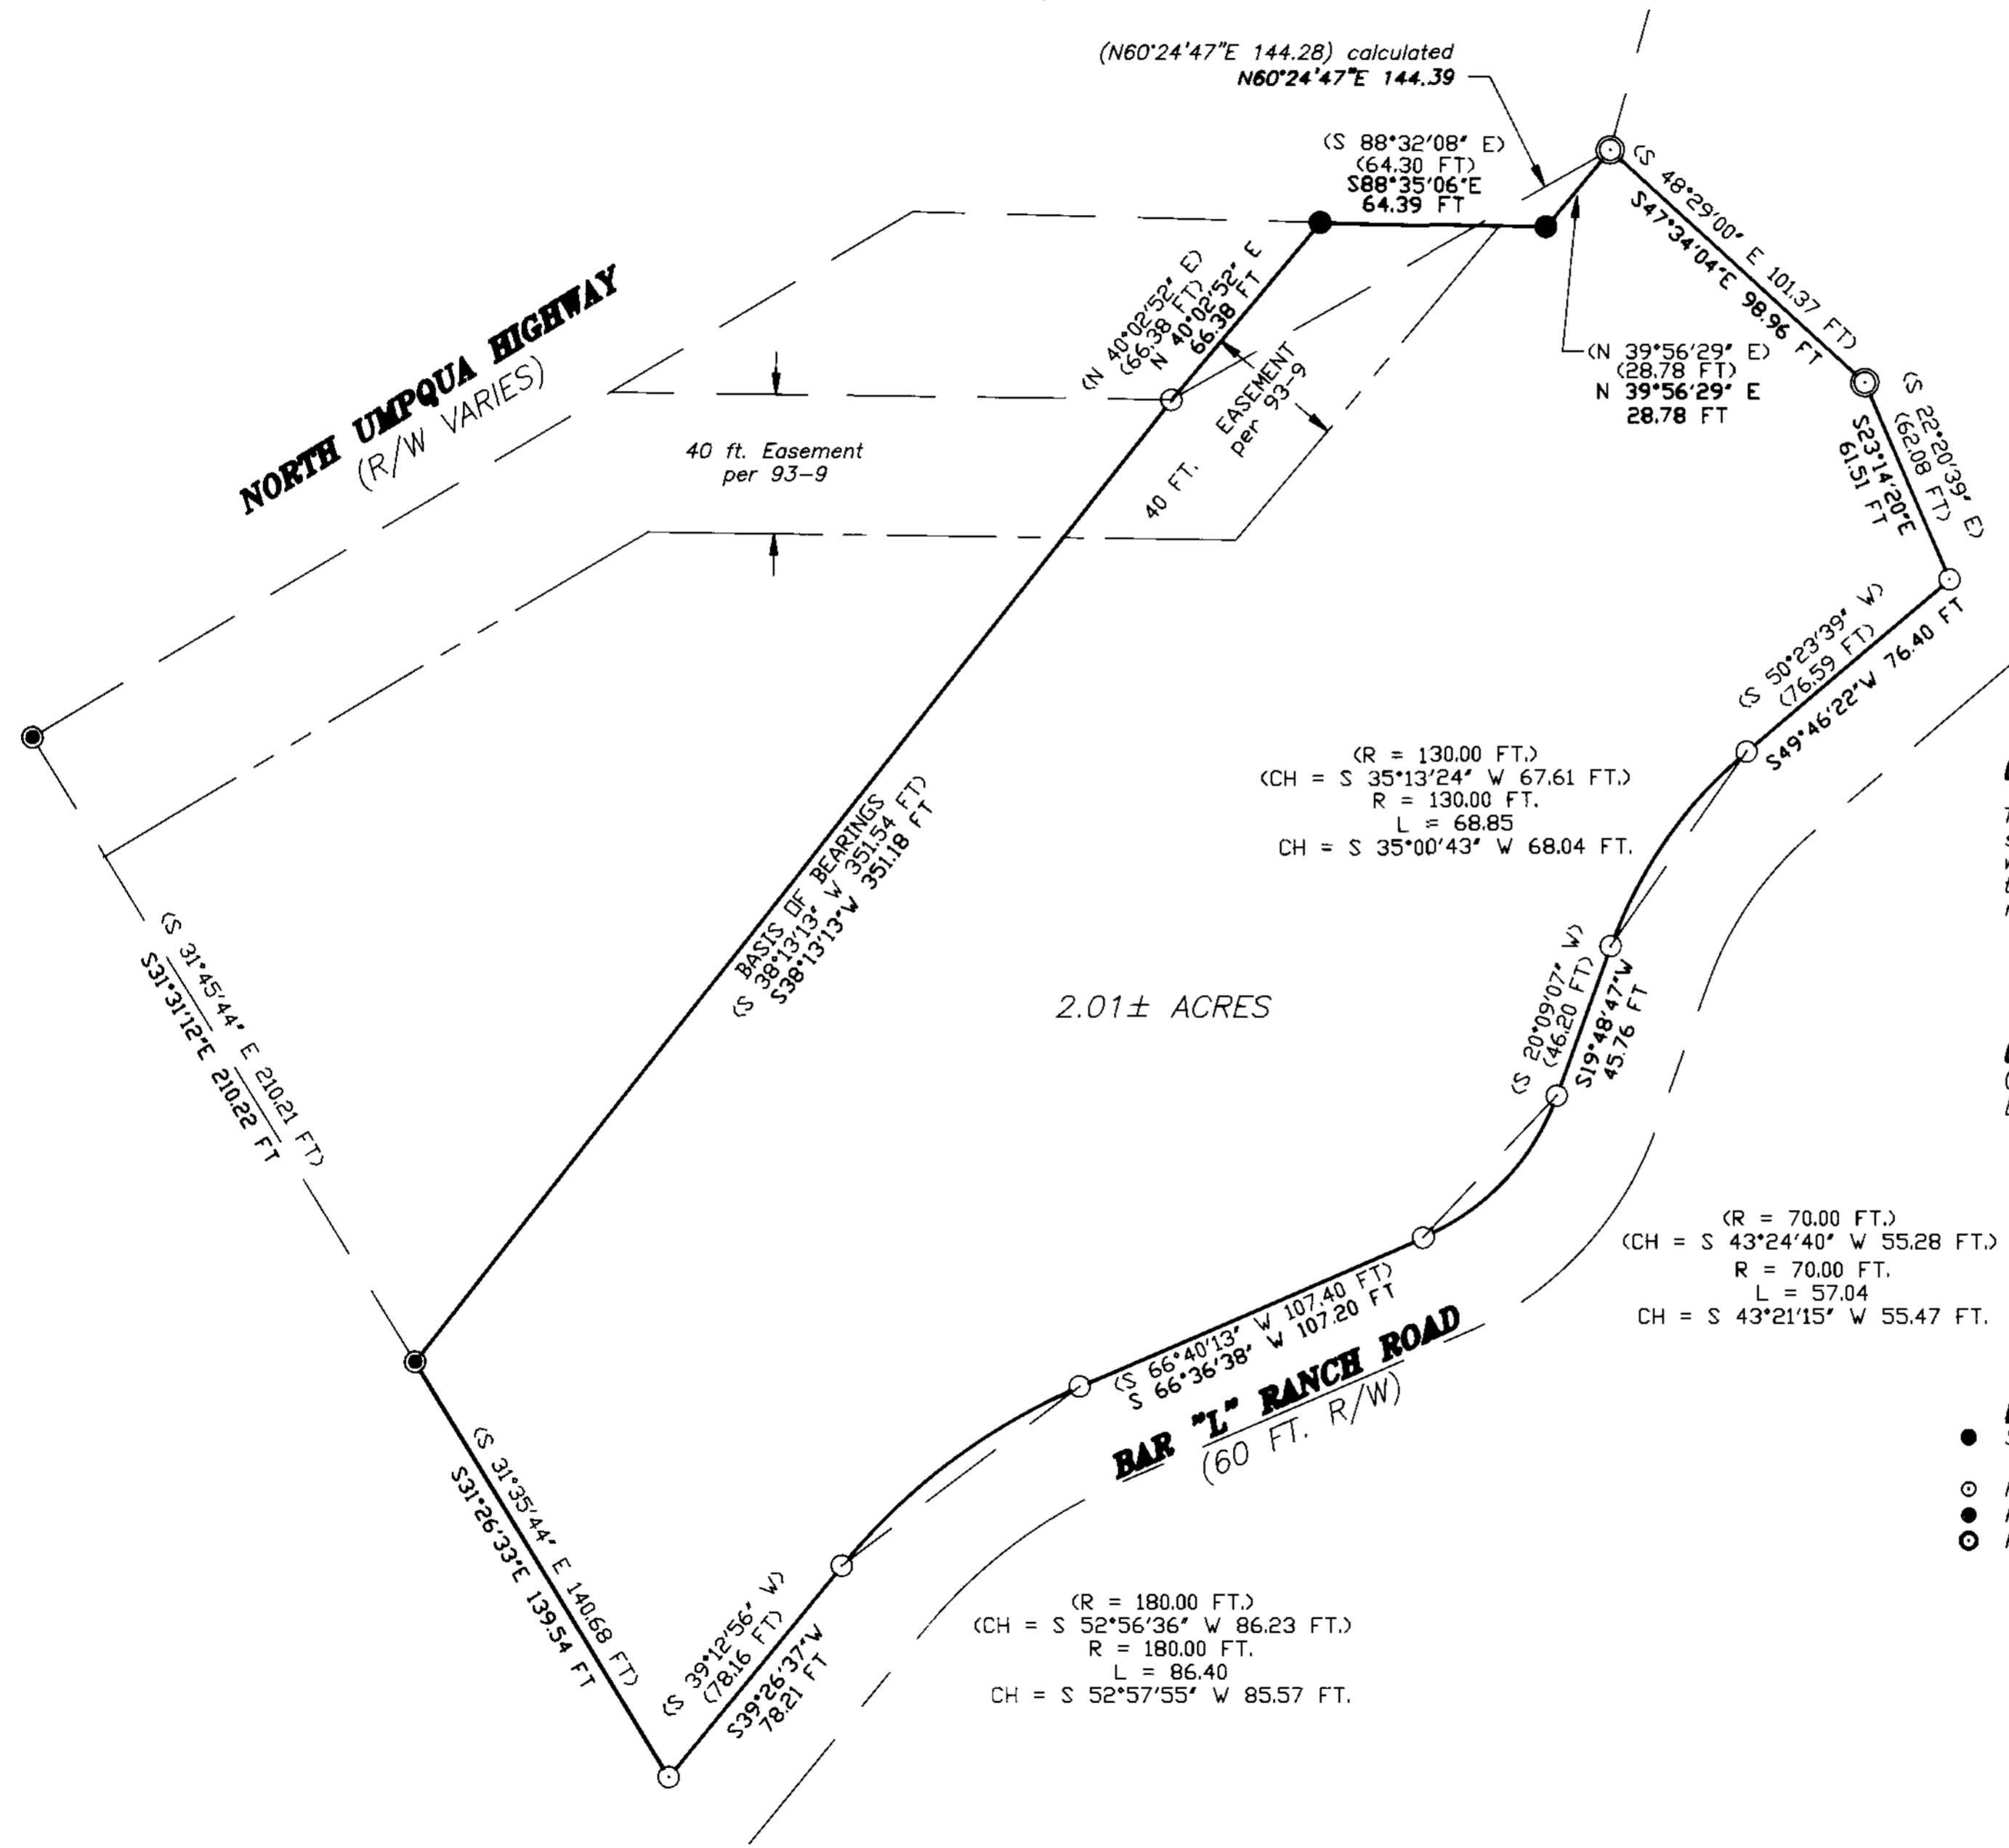 (N60°24'47"E 144.28) calculated
N60°24'47"E 144.39
(S 88°32'08" E)
(64.30 FT)
S88°35'06"E
64.39 FT
(S 48°29'00" E 101.37 FT)
S47°34'04"E 98.96 FT
(N 39°56'29" E)
(28.78 FT)
N 39°56'29" E
28.78 FT
(S 22°20'39" E)
(62.08 FT)
S23°14'20"E
61.51 FT
(N 40°02'52" E)
(66.38 FT)
N 40°02'52" E
66.38 FT
NORTH UMPQUA HIGHWAY
(R/W VARIES)
40 ft. Easement
per 93-9
40 FT. EASEMENT
per 93-9
(S 50°23'39" W)
(76.59 FT)
S49°46'22"W 76.40 FT
(R = 130.00 FT.)
(CH = S 35°13'24" W 67.61 FT.)
R = 130.00 FT.
L = 68.85
CH = S 35°00'43" W 68.04 FT.
BASIS OF BEARINGS
(S 38°13'13" W 351.54 FT)
S38°13'13"W 351.18 FT
(S 31°45'44" E 210.21 FT)
S31°31'12"E 210.22 FT
2.01± ACRES
(S 20°09'07" W)
(46.20 FT)
S19°48'47"W
45.76 FT
(R = 70.00 FT.)
(CH = S 43°24'40" W 55.28 FT.)
R = 70.00 FT.
L = 57.04
CH = S 43°21'15" W 55.47 FT.
(S 66°40'13" W 107.40 FT)
S 66°36'38" W 107.20 FT
BAR "L" RANCH ROAD
(60 FT. R/W)
(S 31°35'44" E 140.68 FT)
S31°26'33"E 139.54 FT
(S 39°12'56" W)
(78.16 FT)
S39°26'37"W
78.21 FT
(R = 180.00 FT.)
(CH = S 52°56'36" W 86.23 FT.)
R = 180.00 FT.
L = 86.40
CH = S 52°57'55" W 85.57 FT.